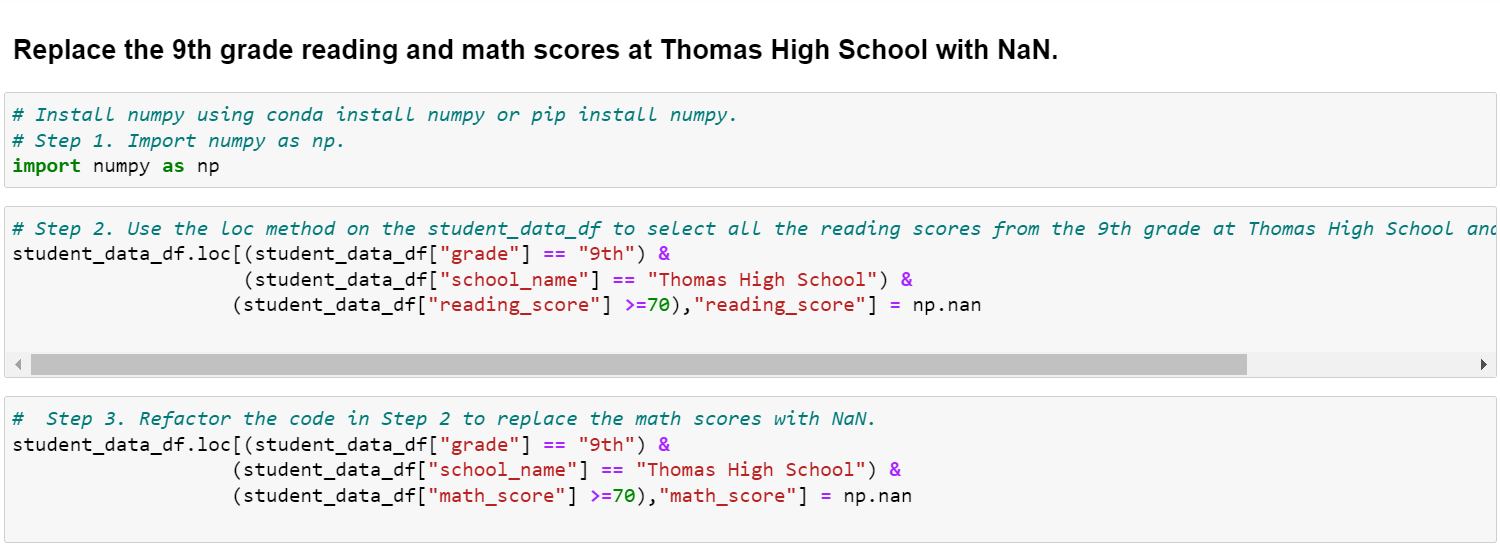 Replace the 9th grade reading and math scores at Thomas High School with NaN.
# Install numpy using conda install numpy or pip install numpy.
# Step 1. Import numpy as np.
import numpy as np
# Step 2. Use the loc method on the student_data_df to select all the reading scores from the 9th grade at Thomas High School and
student_data_df.loc[(student_data_df["grade"] == "9th") &
                    (student_data_df["school_name"] == "Thomas High School") &
                   (student_data_df["reading_score"] >=70),"reading_score"] = np.nan
#  Step 3. Refactor the code in Step 2 to replace the math scores with NaN.
student_data_df.loc[(student_data_df["grade"] == "9th") &
                   (student_data_df["school_name"] == "Thomas High School") &
                   (student_data_df["math_score"] >=70),"math_score"] = np.nan